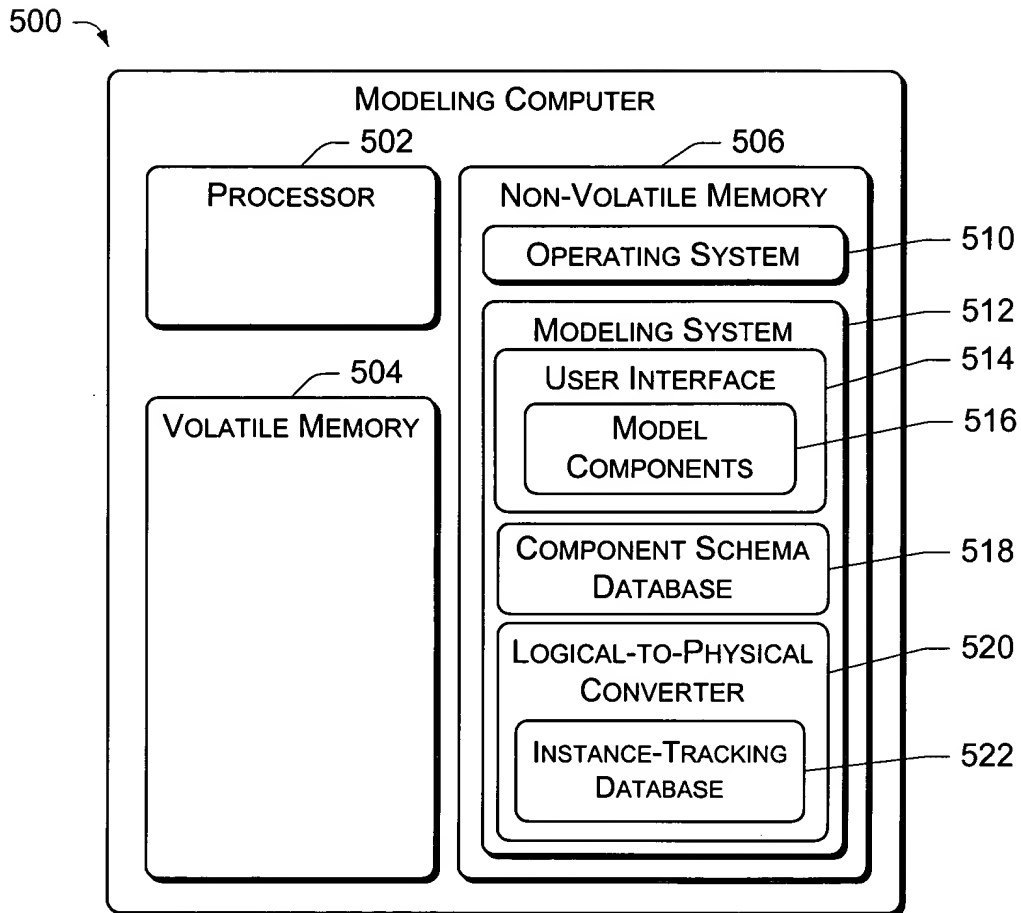 500
MODELING COMPUTER
502
PROCESSOR
504
VOLATILE MEMORY
506
NON-VOLATILE MEMORY
OPERATING SYSTEM
510
MODELING SYSTEM
512
USER INTERFACE
514
MODEL
COMPONENTS
516
COMPONENT SCHEMA
DATABASE
518
LOGICAL-TO-PHYSICAL
CONVERTER
520
INSTANCE-TRACKING
DATABASE
522